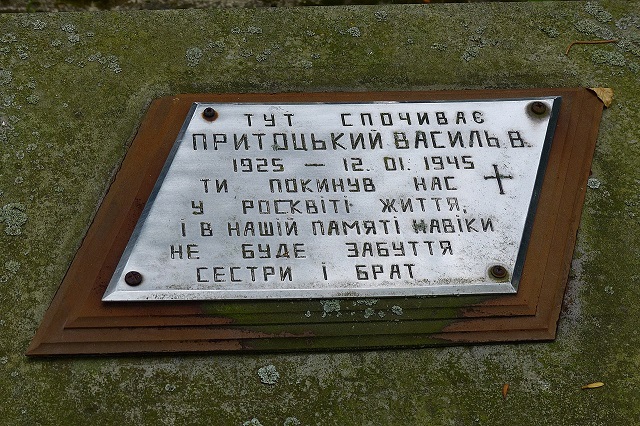 ТУТ СПОЧИВАЄ
ПРИТОЦЬКИЙ ВАСИЛЬ В.
1925 — 12.01.1945
ТИ ПОКИНУВ НАС
У РОСКВІТІ ЖИТТЯ,
І В НАШІЙ ПАМЯТІ НАВІКИ
НЕ БУДЕ ЗАБУТТЯ
СЕСТРИ І БРАТ